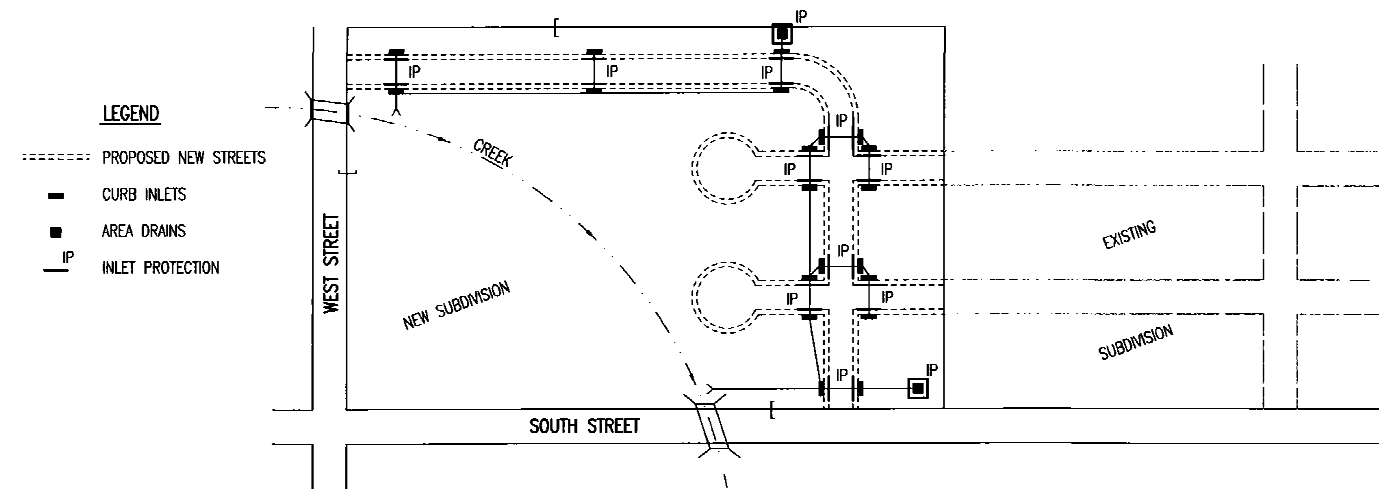 IP
IP
IP
IP
LEGEND
PROPOSED NEW STREETS
CURB INLETS
AREA DRAINS
IP
INLET PROTECTION
CREEK
IP
IP
IP
WEST STREET
NEW SUBDIVISION
EXISTING
IP
IP
IP
SUBDIVISION
IP
IP
SOUTH STREET